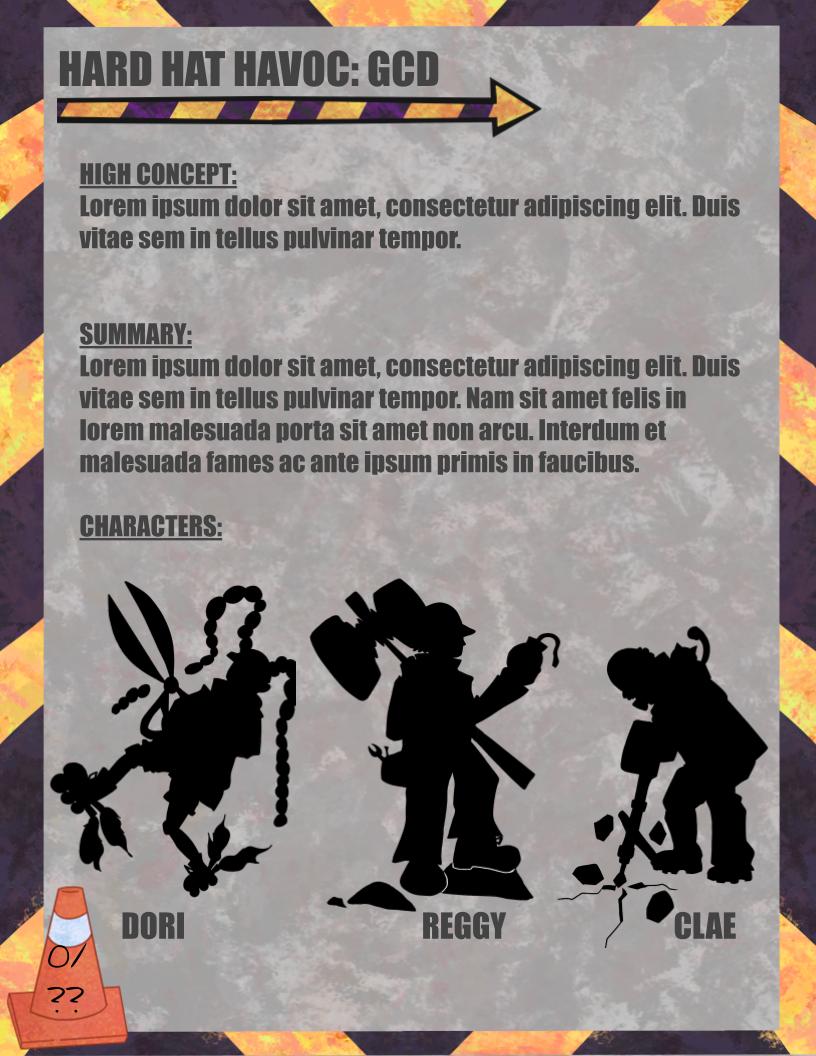 HARD HAT HAVOC: GCD
HIGH CONCEPT:
Lorem ipsum dolor sit amet, consectetur adipiscing elit. Duis
vitae sem in tellus pulvinar tempor.
SUMMARY:
Lorem ipsum dolor sit amet, consectetur adipiscing elit. Duis
vitae sem in tellus pulvinar tempor. Nam sit amet felis in
lorem malesuada porta sit amet non arcu. Interdum et
malesuada fames ac ante ipsum primis in faucibus.
CHARACTERS:
DORI REGGY CLAE
0/
??